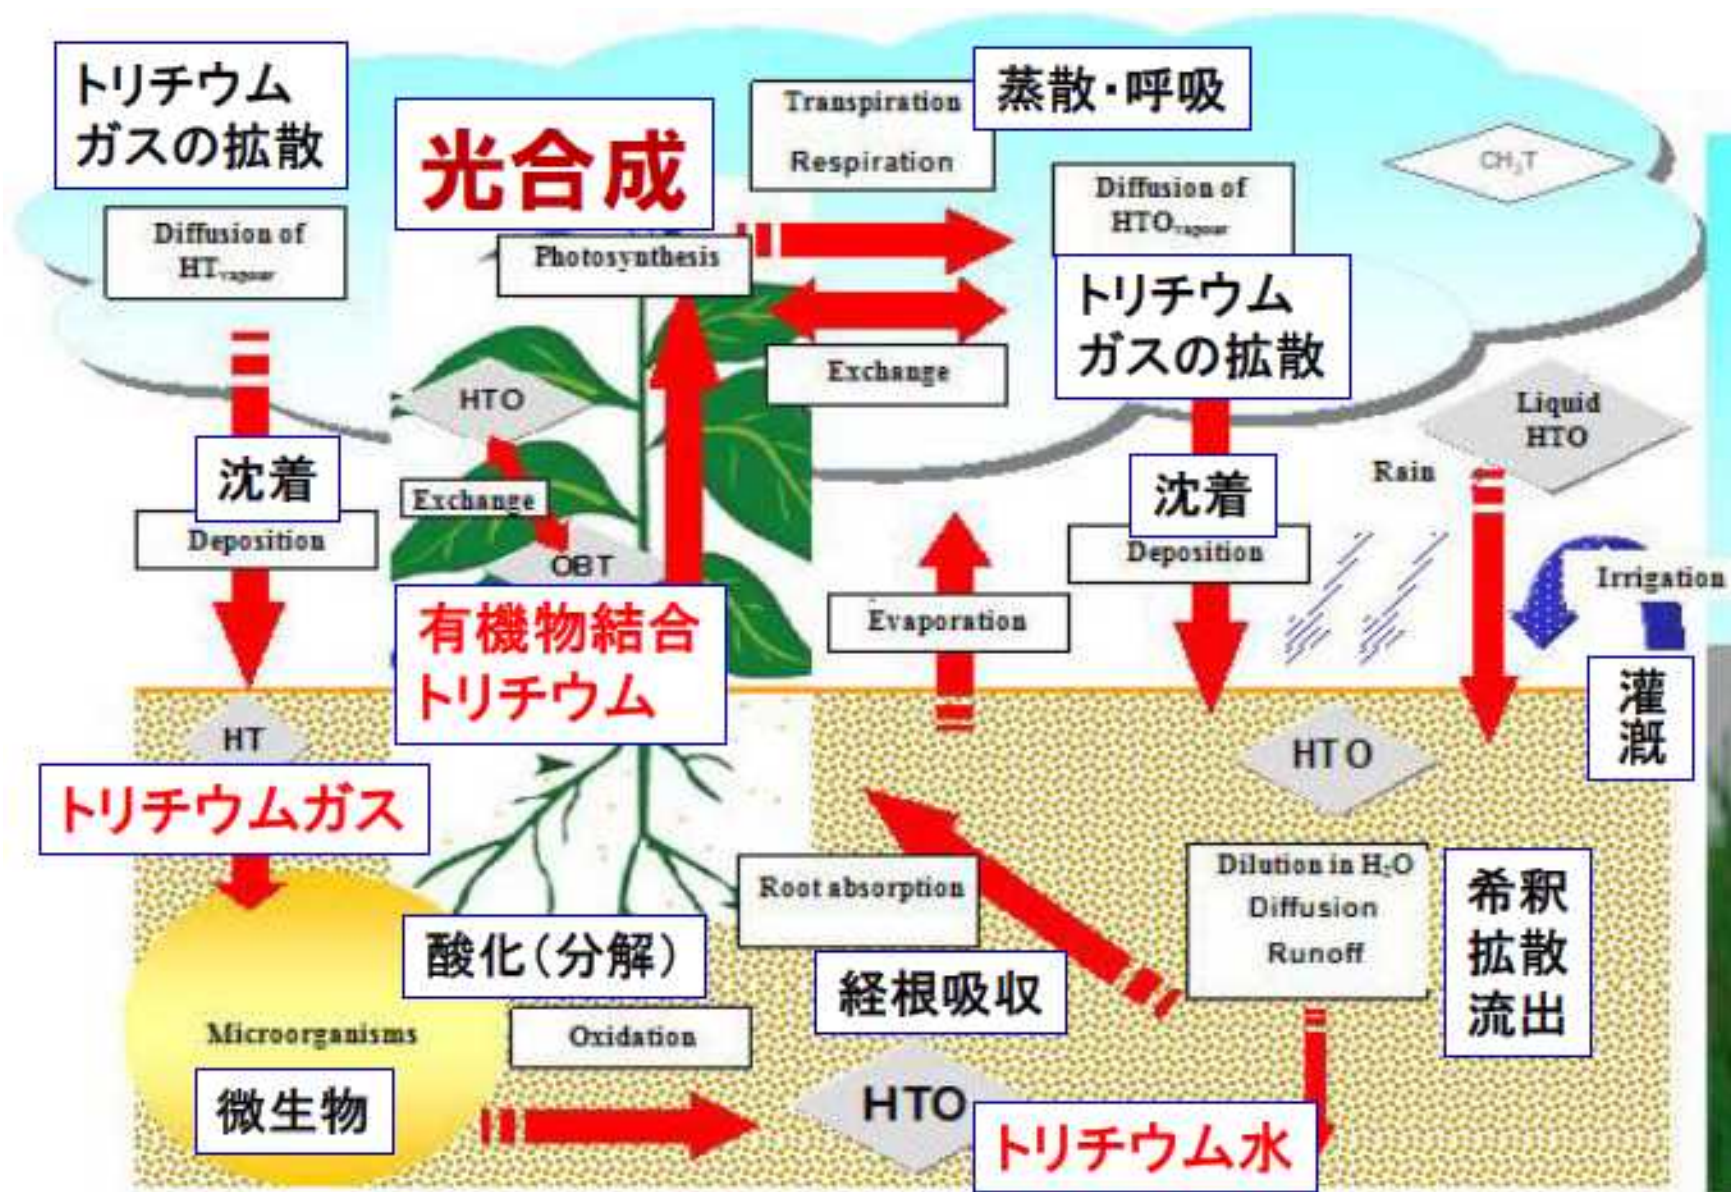 トリチウム
ガスの拡散
Diffusion of
HTvapour
光合成
Photosynthesis
Transpiration
Respiration
蒸散・呼吸
Diffusion of
HTOvapour
トリチウム
ガスの拡散
CH3T
Exchange
HTO
Exchange
OBT
有機物結合
トリチウム
沈着
Deposition
Evaporation
沈着
Deposition
Rain
Liquid
HTO
Irrigation
灌
漑
HT
トリチウムガス
HTO
Root absorption
経根吸収
Dilution in H2O
Diffusion
Runoff
希釈
拡散
流出
酸化(分解)
Oxidation
Microorganisms
微生物
HTO
トリチウム水